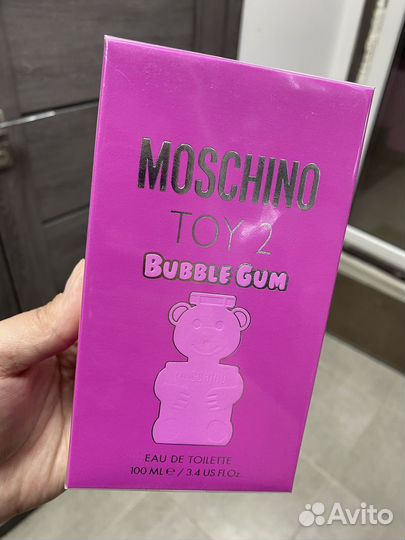 MOSCHINO
TOY 2
BUBBLE GUM
MOSCHINO
EAU DE TOILETTE
100 ML ℮ / 3.4 US FL.Oz.
Avito